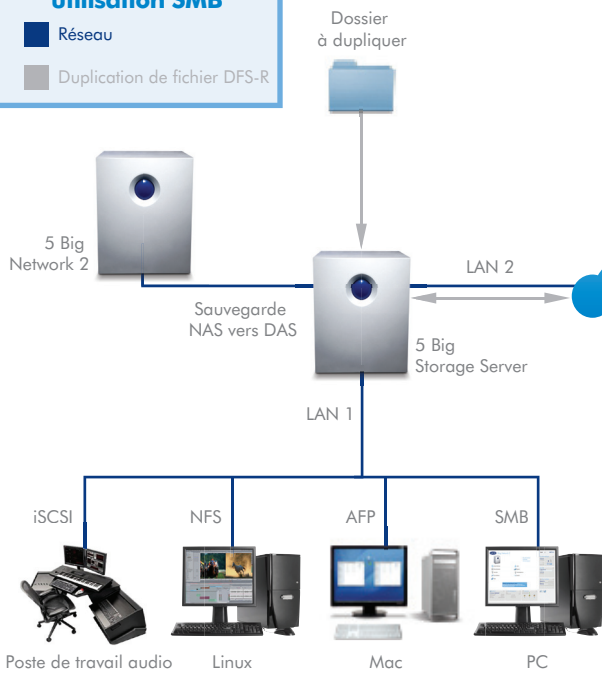 Utilisation SMB
Réseau
Duplication de fichier DFS-R
Dossier
à dupliquer
5 Big
Network 2
LAN 2
Sauvegarde
NAS vers DAS
5 Big
Storage Server
LAN 1
iSCSI
NFS
AFP
SMB
Poste de travail audio
Linux
Mac
PC